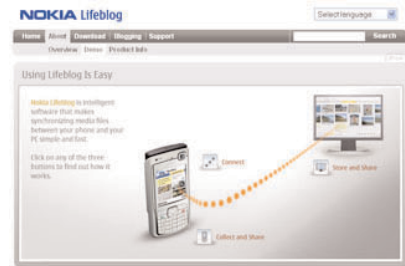 NOKIA Lifeblog
Select language
Home About Download Blogging Support
Search
Overview Demo Product Info
Using Lifeblog Is Easy
Nokia Lifeblog is intelligent
software that makes
synchronizing media files
between your phone and your
PC simple and fast.
Click on any of the three
buttons to find out how it
works.
Connect
Store and Share
Collect and Share